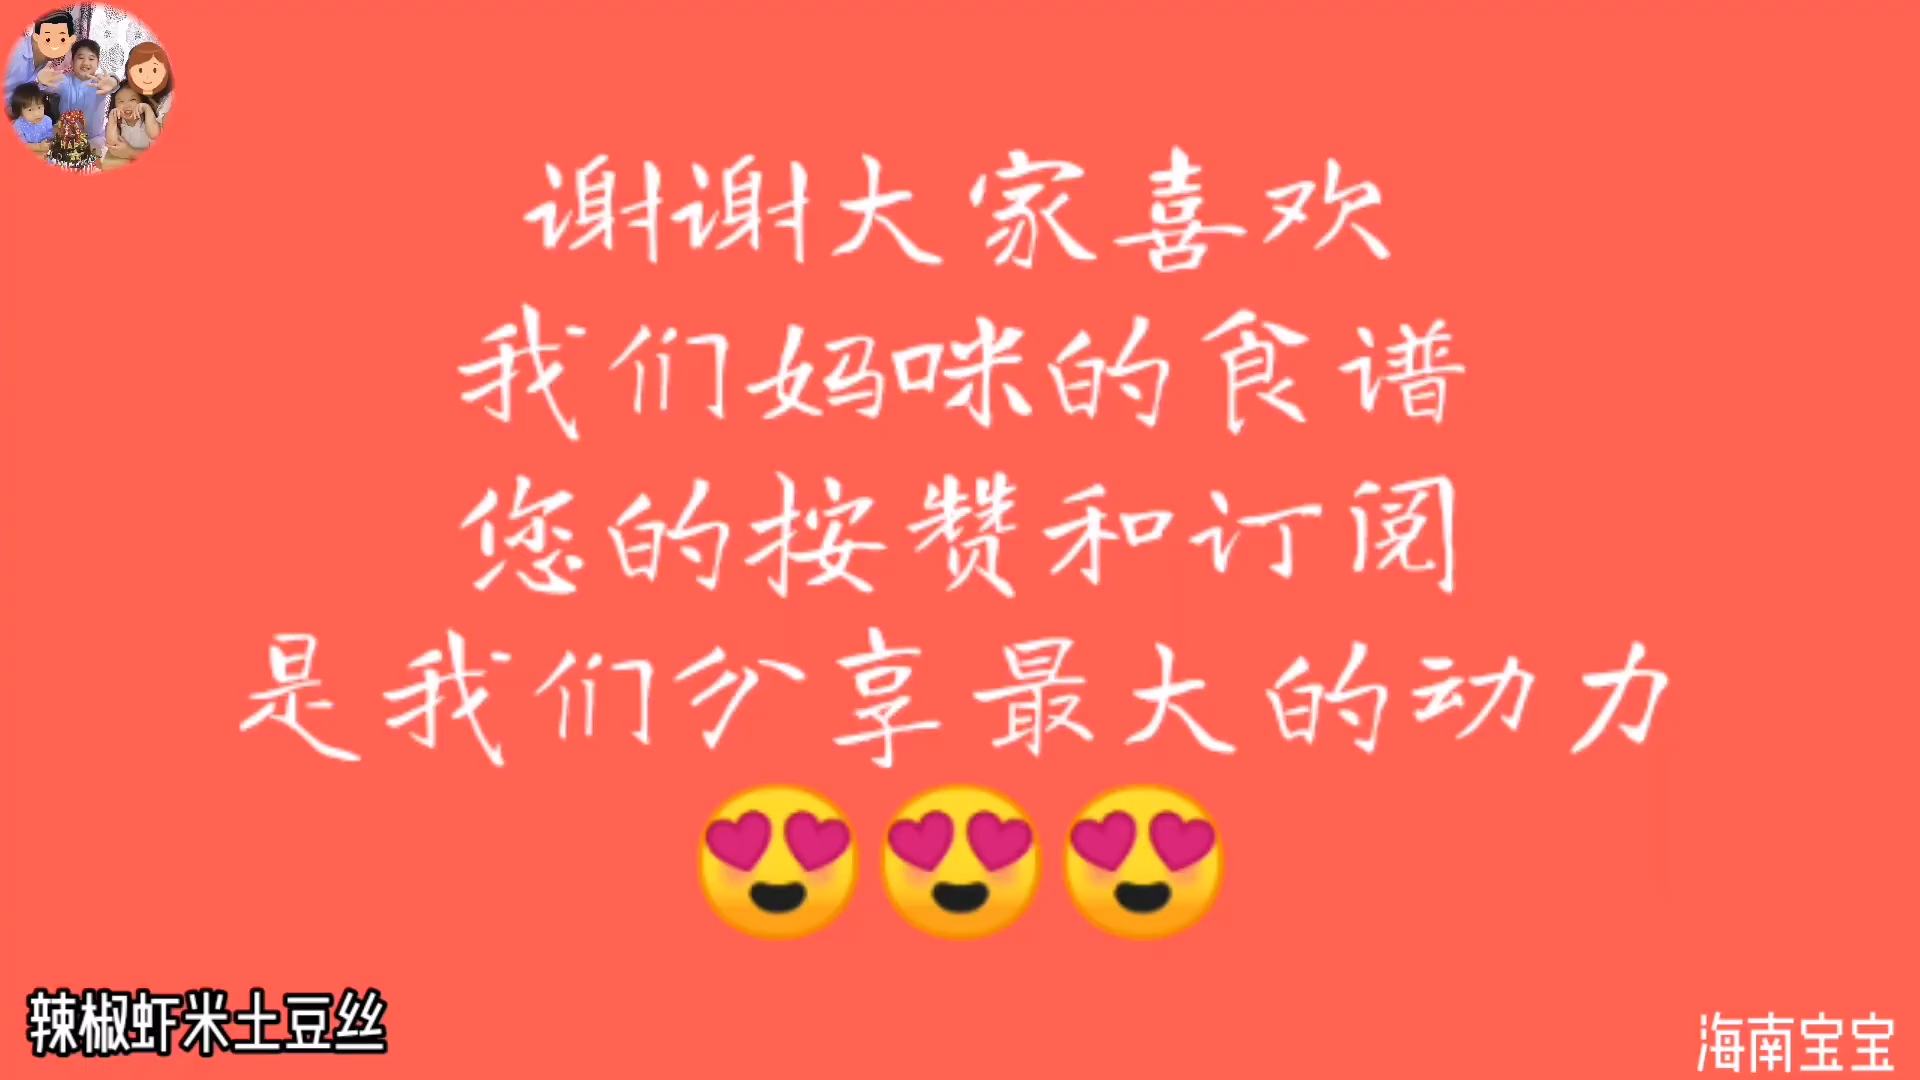 谢谢大家喜欢
我们妈咪的食谱
您的按赞和订阅
是我们分享最大的动力
😍😍😍
辣椒虾米土豆丝
海南宝宝